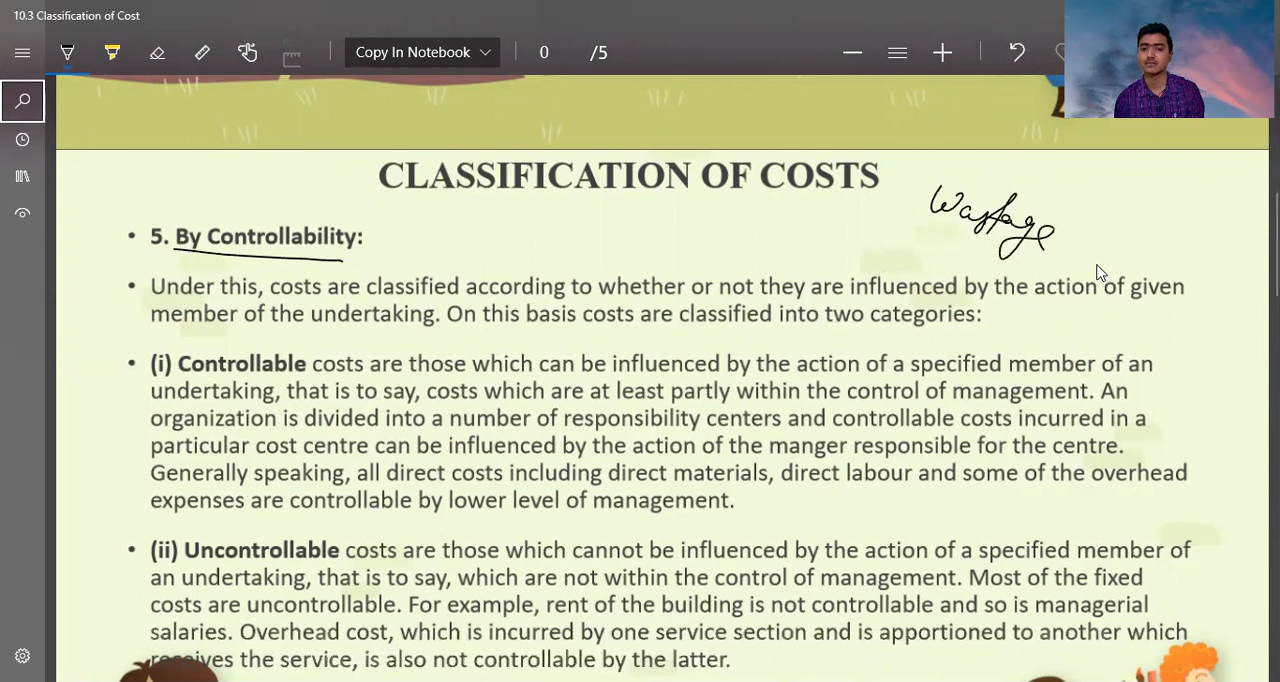 10.3 Classification of Cost
Copy In Notebook
0
/5
CLASSIFICATION OF COSTS
Wastage
• 5. By Controllability:
• Under this, costs are classified according to whether or not they are influenced by the action of given
member of the undertaking. On this basis costs are classified into two categories:
• (i) Controllable costs are those which can be influenced by the action of a specified member of an
undertaking, that is to say, costs which are at least partly within the control of management. An
organization is divided into a number of responsibility centers and controllable costs incurred in a
particular cost centre can be influenced by the action of the manger responsible for the centre.
Generally speaking, all direct costs including direct materials, direct labour and some of the overhead
expenses are controllable by lower level of management.
• (ii) Uncontrollable costs are those which cannot be influenced by the action of a specified member of
an undertaking, that is to say, which are not within the control of management. Most of the fixed
costs are uncontrollable. For example, rent of the building is not controllable and so is managerial
salaries. Overhead cost, which is incurred by one service section and is apportioned to another which
receives the service, is also not controllable by the latter.